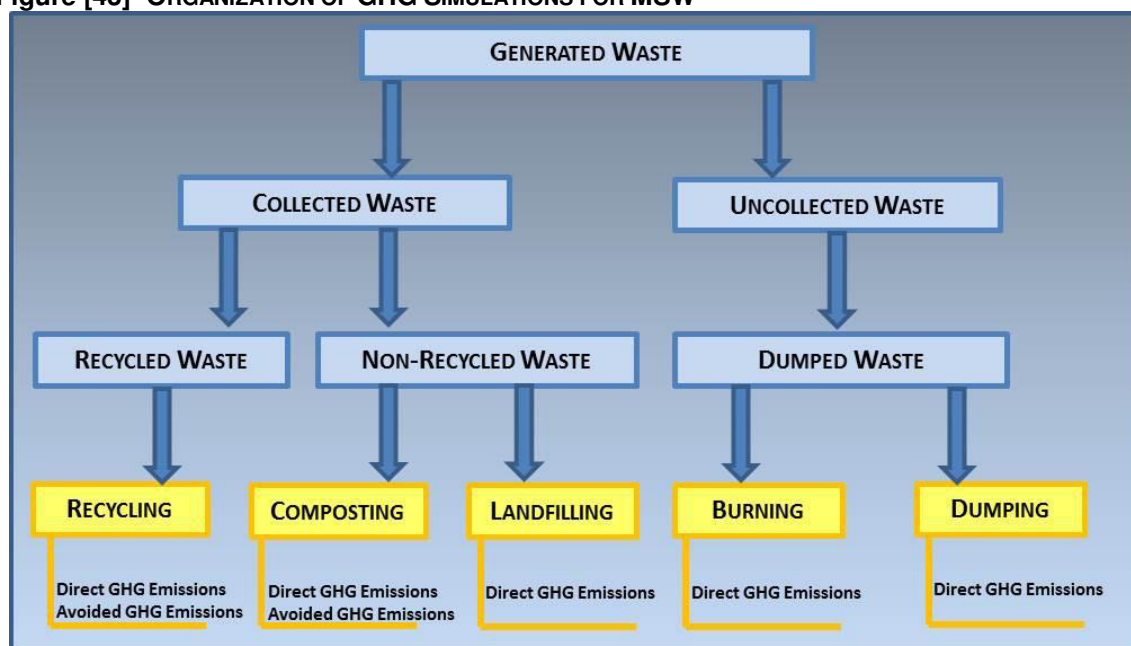 GENERATED WASTE
COLLECTED WASTE
UNCOLLECTED WASTE
RECYCLED WASTE
NON-RECYCLED WASTE
DUMPED WASTE
RECYCLING
COMPOSTING
LANDFILLING
BURNING
DUMPING
Direct GHG Emissions
Avoided GHG Emissions
Direct GHG Emissions
Avoided GHG Emissions
Direct GHG Emissions
Direct GHG Emissions
Direct GHG Emissions